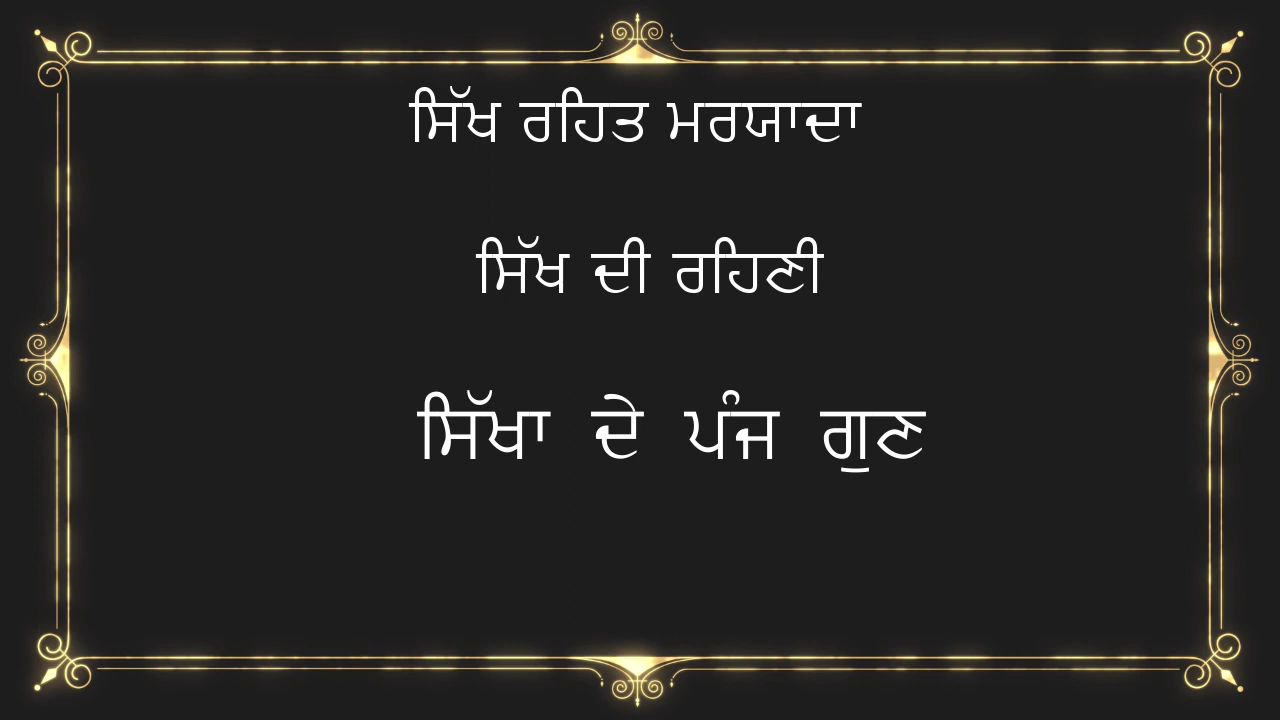 ਸਿੱਖ ਰਹਿਤ ਮਰਯਾਦਾ
ਸਿੱਖ ਦੀ ਰਹਿਣੀ
ਸਿੱਖਾ ਦੇ ਪੰਜ ਗੁਣ